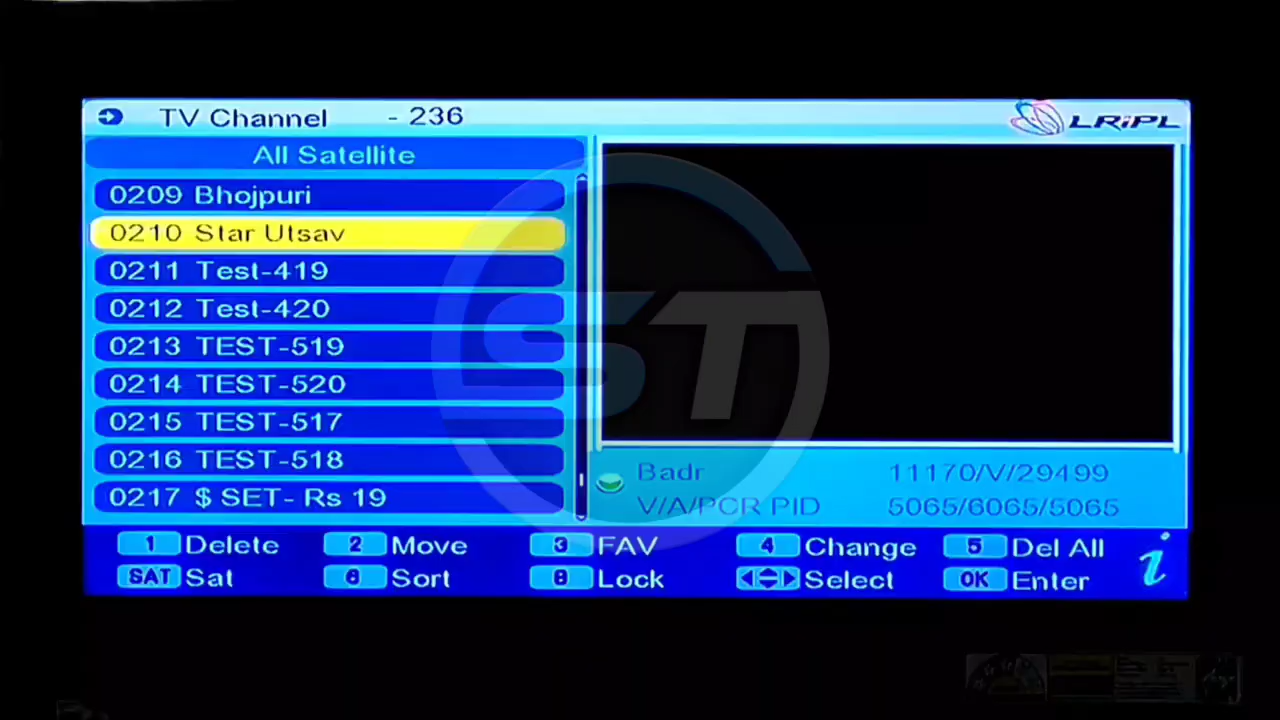 TV Channel - 236
LRiPL
All Satellite
0209 Bhojpuri
0210 Star Utsav
0211 Test-419
0212 Test-420
0213 TEST-519
0214 TEST-520
0215 TEST-517
0216 TEST-518
0217 $ SET- Rs 19
ST
Badr 11170/V/29499
V/A/PCR PID 5065/6065/5065
1 Delete 2 Move 3 FAV 4 Change 5 Del All
SAT Sat 6 Sort 8 Lock Select OK Enter
i